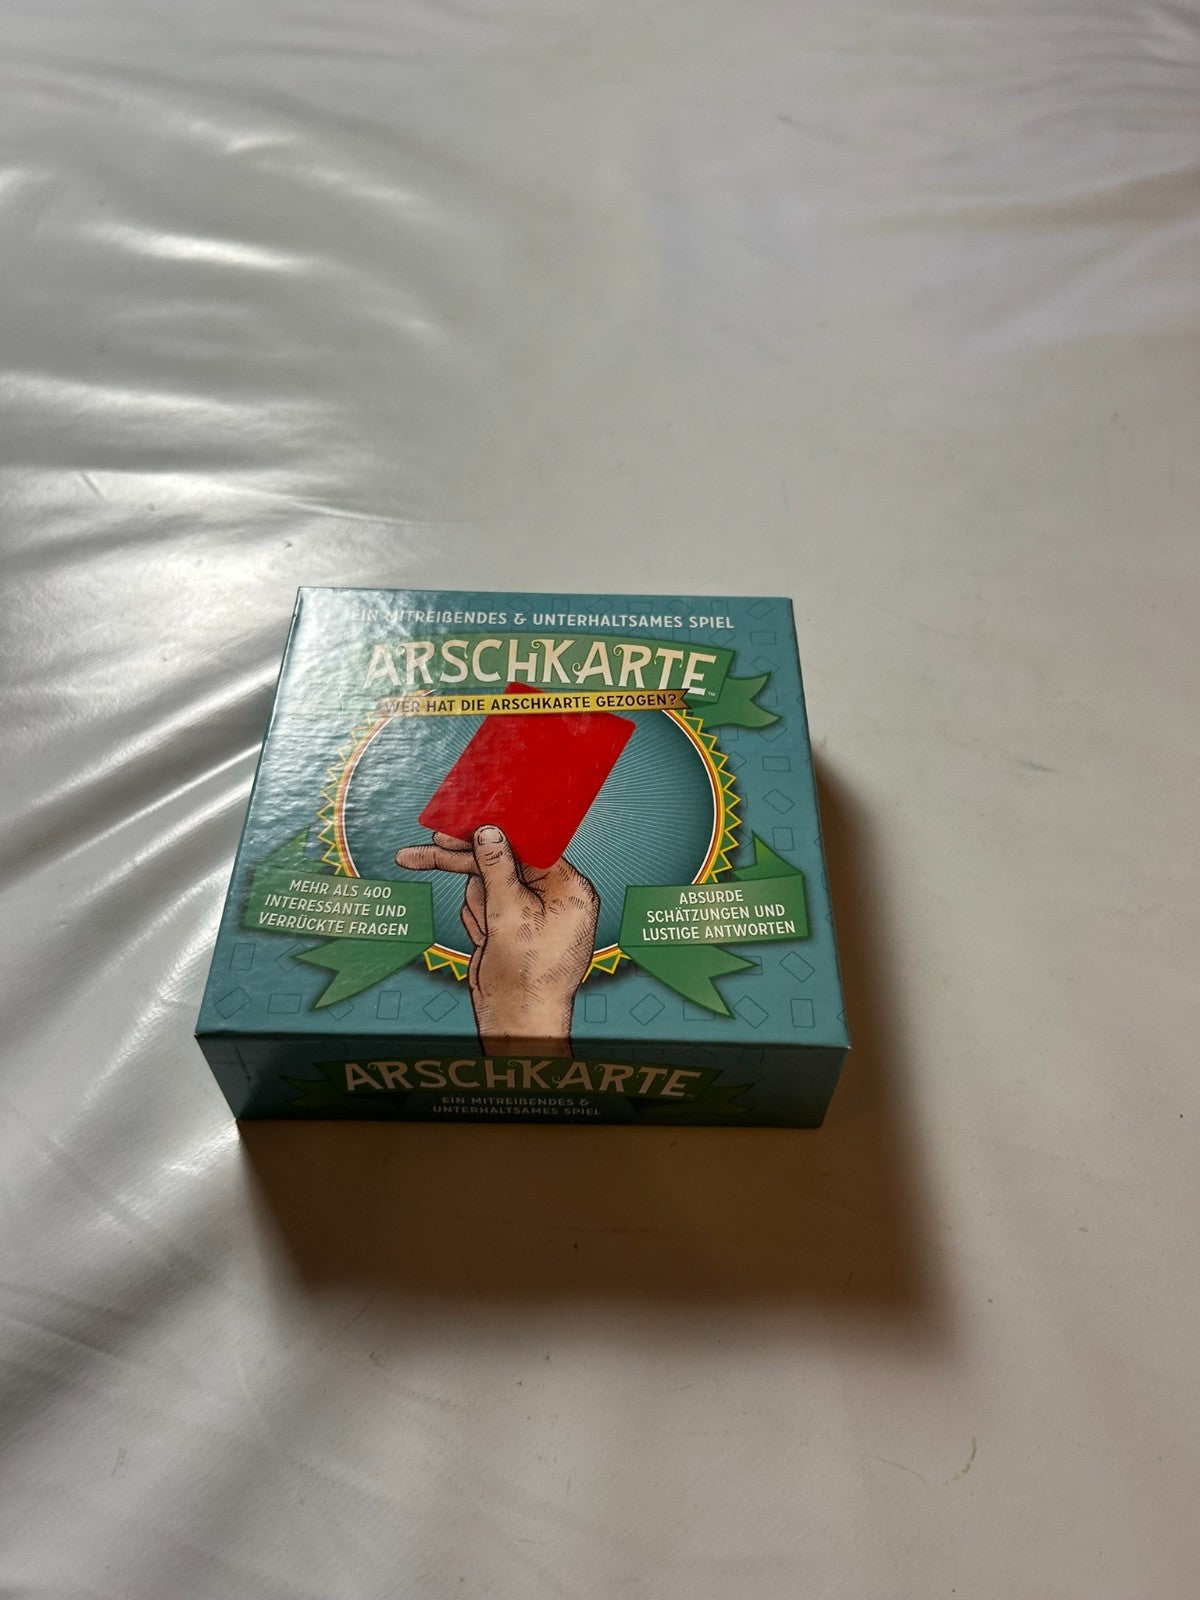 EIN MITREIßENDES & UNTERHALTSAMES SPIEL
ARSCHKARTE™
WER HAT DIE ARSCHKARTE GEZOGEN?
MEHR ALS 400
INTERESSANTE UND
VERRÜCKTE FRAGEN
ABSURDE
SCHÄTZUNGEN UND
LUSTIGE ANTWORTEN
ARSCHKARTE
EIN MITREIßENDES &
UNTERHALTSAMES SPIEL